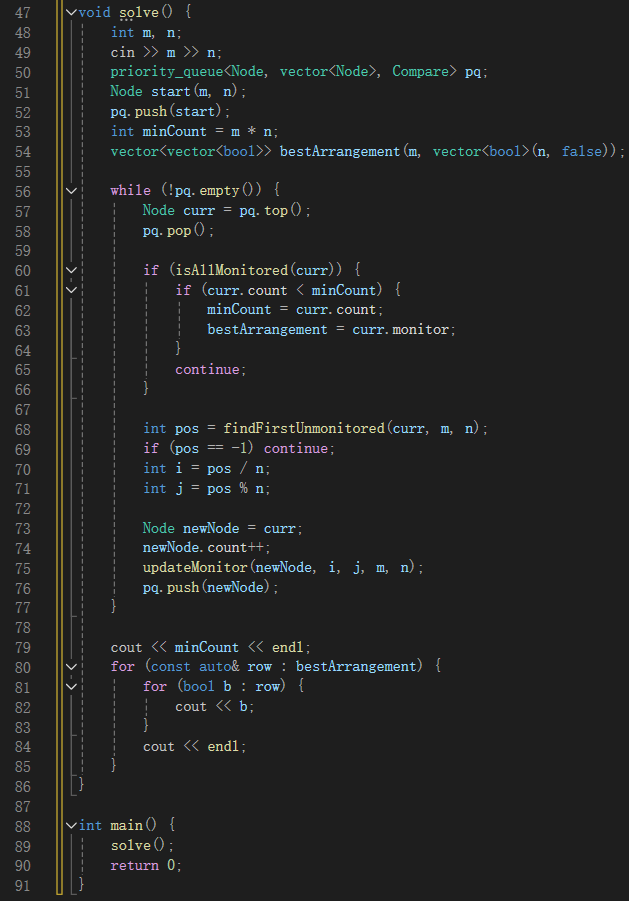 47 void solve() {
48 int m, n;
49 cin >> m >> n;
50 priority_queue<Node, vector<Node>, Compare> pq;
51 Node start(m, n);
52 pq.push(start);
53 int minCount = m * n;
54 vector<vector<bool>> bestArrangement(m, vector<bool>(n, false));
55
56 while (!pq.empty()) {
57 Node curr = pq.top();
58 pq.pop();
59
60 if (isAllMonitored(curr)) {
61 if (curr.count < minCount) {
62 minCount = curr.count;
63 bestArrangement = curr.monitor;
64 }
65 continue;
66 }
67
68 int pos = findFirstUnmonitored(curr, m, n);
69 if (pos == -1) continue;
70 int i = pos / n;
71 int j = pos % n;
72
73 Node newNode = curr;
74 newNode.count++;
75 updateMonitor(newNode, i, j, m, n);
76 pq.push(newNode);
77 }
78
79 cout << minCount << endl;
80 for (const auto& row : bestArrangement) {
81 for (bool b : row) {
82 cout << b;
83 }
84 cout << endl;
85 }
86 }
87
88 int main() {
89 solve();
90 return 0;
91 }